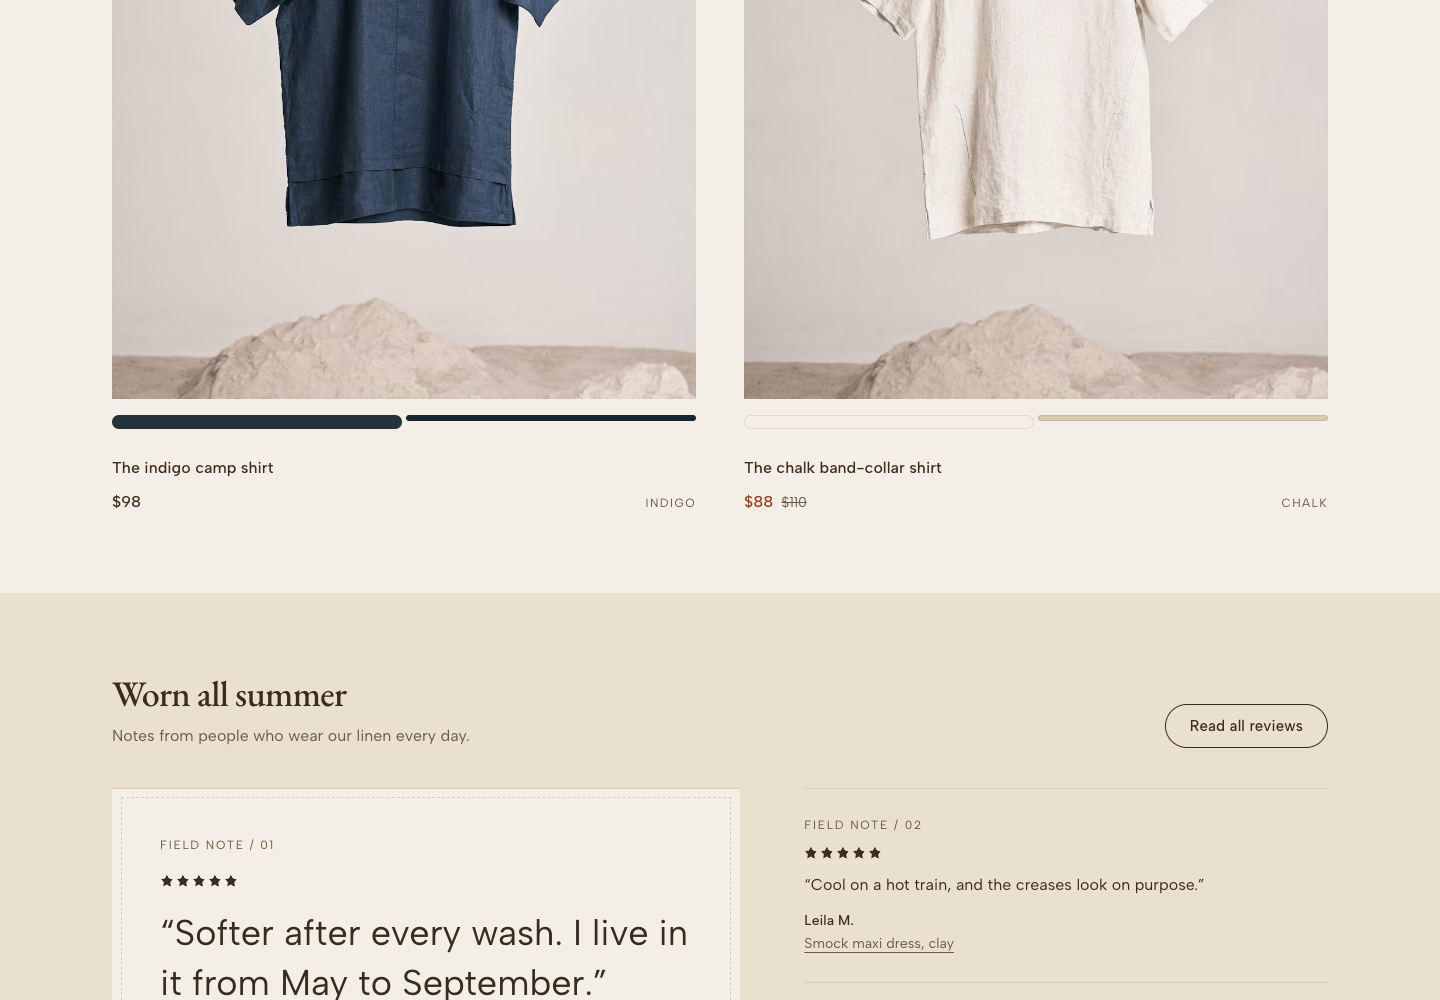 The indigo camp shirt
$98
INDIGO
The chalk band-collar shirt
$88 $110
CHALK
Worn all summer
Notes from people who wear our linen every day.
Read all reviews
FIELD NOTE / 01
“Softer after every wash. I live in
it from May to September.”
FIELD NOTE / 02
“Cool on a hot train, and the creases look on purpose.”
Leila M.
Smock maxi dress, clay